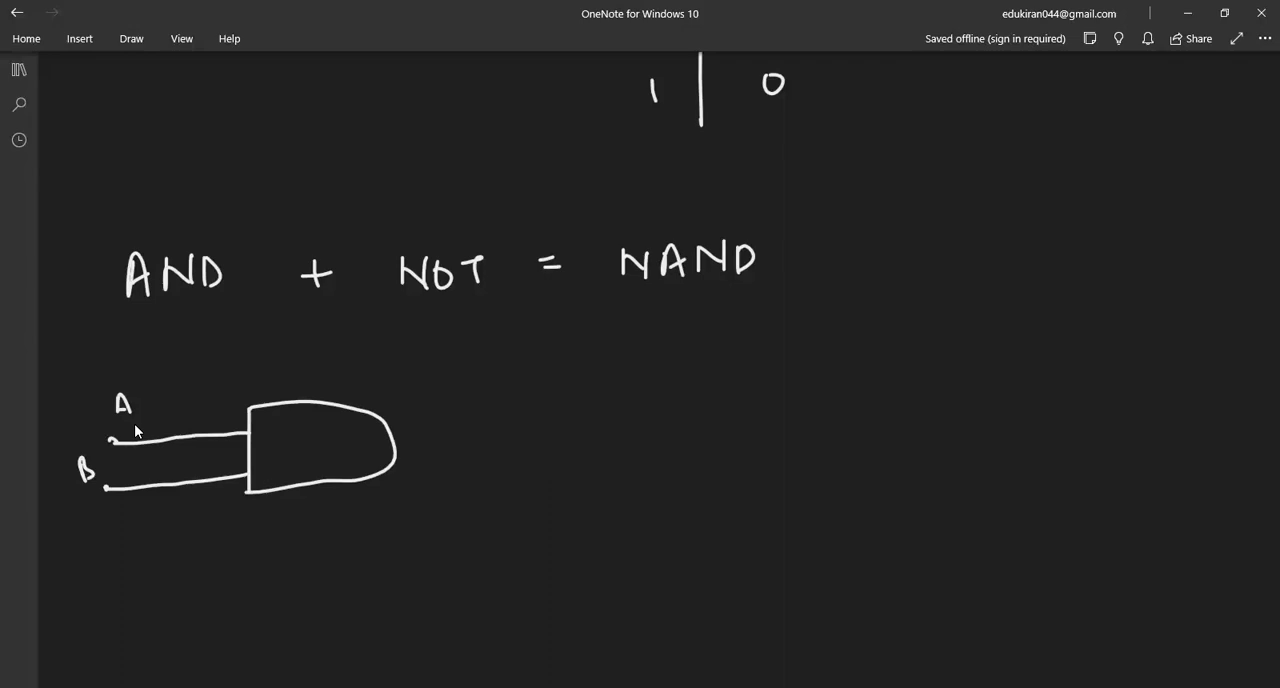 OneNote for Windows 10
edukiran044@gmail.com
Home Insert Draw View Help
Saved offline (sign in required)
Share
1 | 0
AND + NOT = NAND
A
B